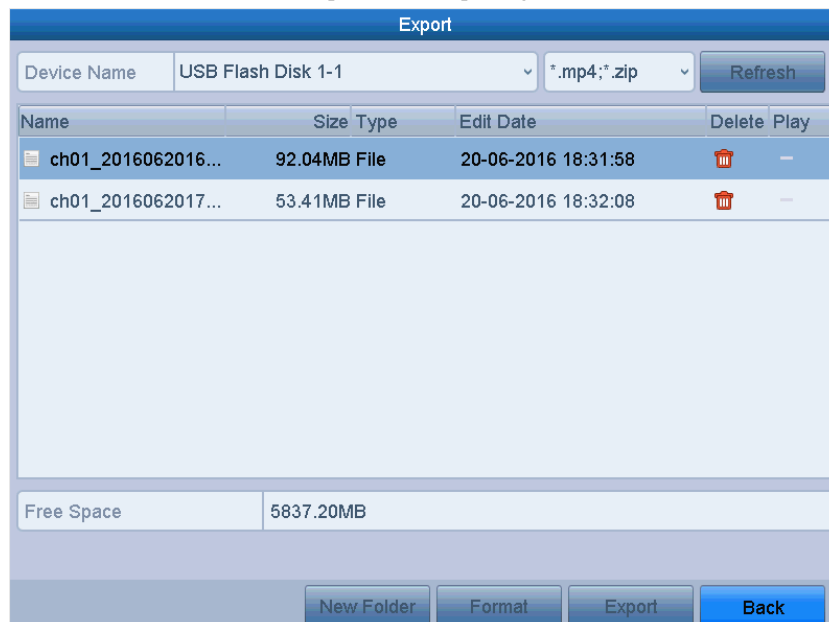 Export
Device Name USB Flash Disk 1-1 *.mp4;*.zip Refresh
Name Size Type Edit Date Delete Play
ch01_2016062016... 92.04MB File 20-06-2016 18:31:58
ch01_2016062017... 53.41MB File 20-06-2016 18:32:08
Free Space 5837.20MB
New Folder Format Export Back